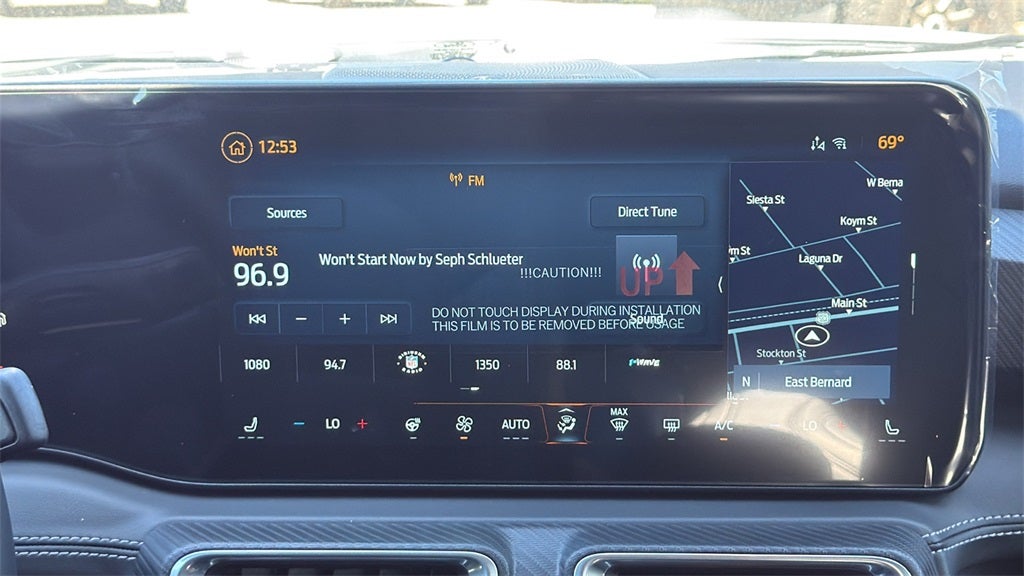 12:53
69°
FM
Sources
Direct Tune
Won't St
96.9
Won't Start Now by Seph Schlueter
!!!CAUTION!!!
UP
DO NOT TOUCH DISPLAY DURING INSTALLATION
THIS FILM IS TO BE REMOVED BEFORE USAGE
Sound
W Berna
Siesta St
Koym St
m St
Laguna Dr
Main St
Stockton St
N East Bernard
1080 94.7 1350 88.1
LO AUTO MAX A/C LO